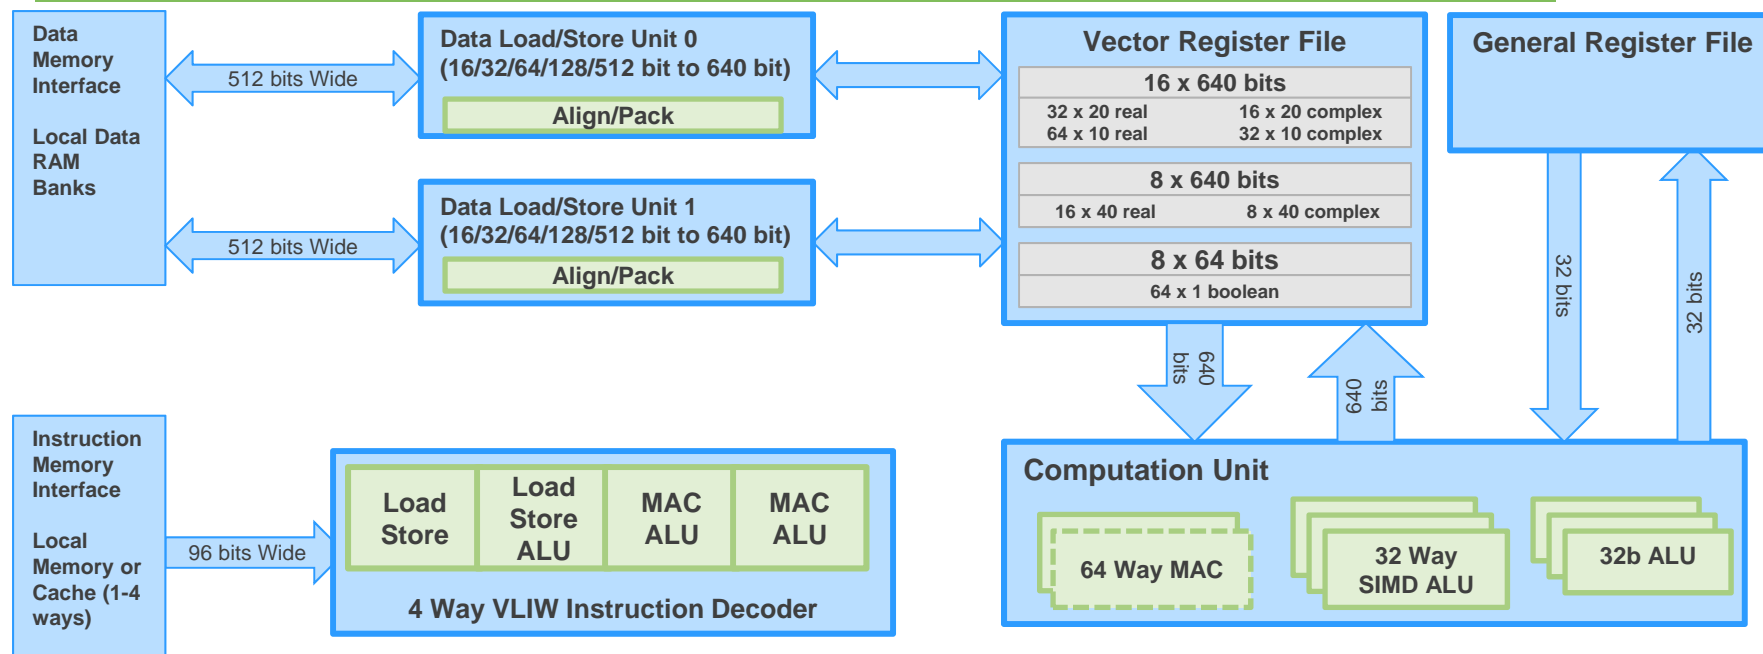 Data
Memory
Interface
Local Data
RAM
Banks
512 bits Wide
512 bits Wide
Data Load/Store Unit 0
(16/32/64/128/512 bit to 640 bit)
Align/Pack
Data Load/Store Unit 1
(16/32/64/128/512 bit to 640 bit)
Align/Pack
Vector Register File
16 x 640 bits
32 x 20 real 16 x 20 complex
64 x 10 real 32 x 10 complex
8 x 640 bits
16 x 40 real 8 x 40 complex
8 x 64 bits
64 x 1 boolean
General Register File
640
bits
640
bits
32 bits
32 bits
Instruction
Memory
Interface
Local
Memory or
Cache (1-4
ways)
96 bits Wide
Load
Store
Load
Store
ALU
MAC
ALU
MAC
ALU
4 Way VLIW Instruction Decoder
Computation Unit
64 Way MAC
32 Way
SIMD ALU
32b ALU